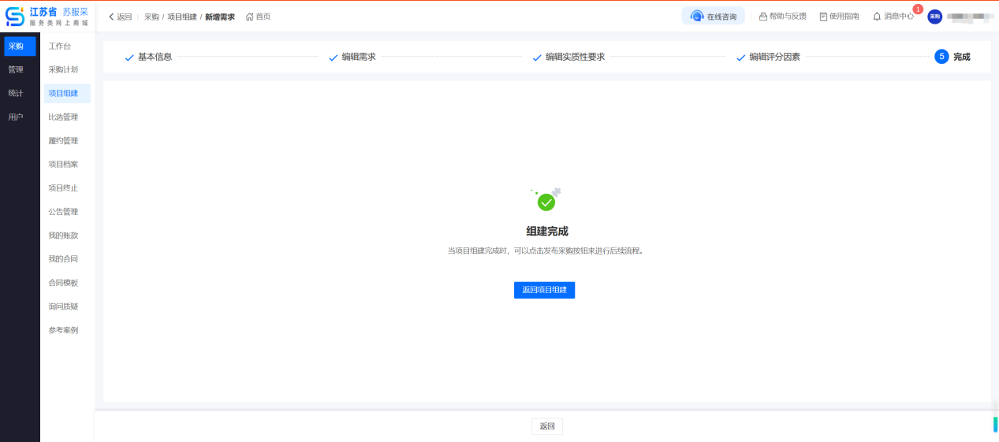 江苏省 苏服采
服务类网上商城
返回 采购 / 项目组建 / 新增需求 首页
在线咨询 帮助与反馈 使用指南 消息中心 1 采购
采购
管理
统计
用户
工作台
采购计划
项目组建
比选管理
履约管理
项目档案
项目终止
公告管理
我的账款
我的合同
合同模板
询问质疑
参考案例
基本信息 编辑需求 编辑实质性要求 编辑评分因素 5 完成
组建完成
当项目组建完成时，可以点击发布采购按钮来进行后续流程。
返回项目组建
返回